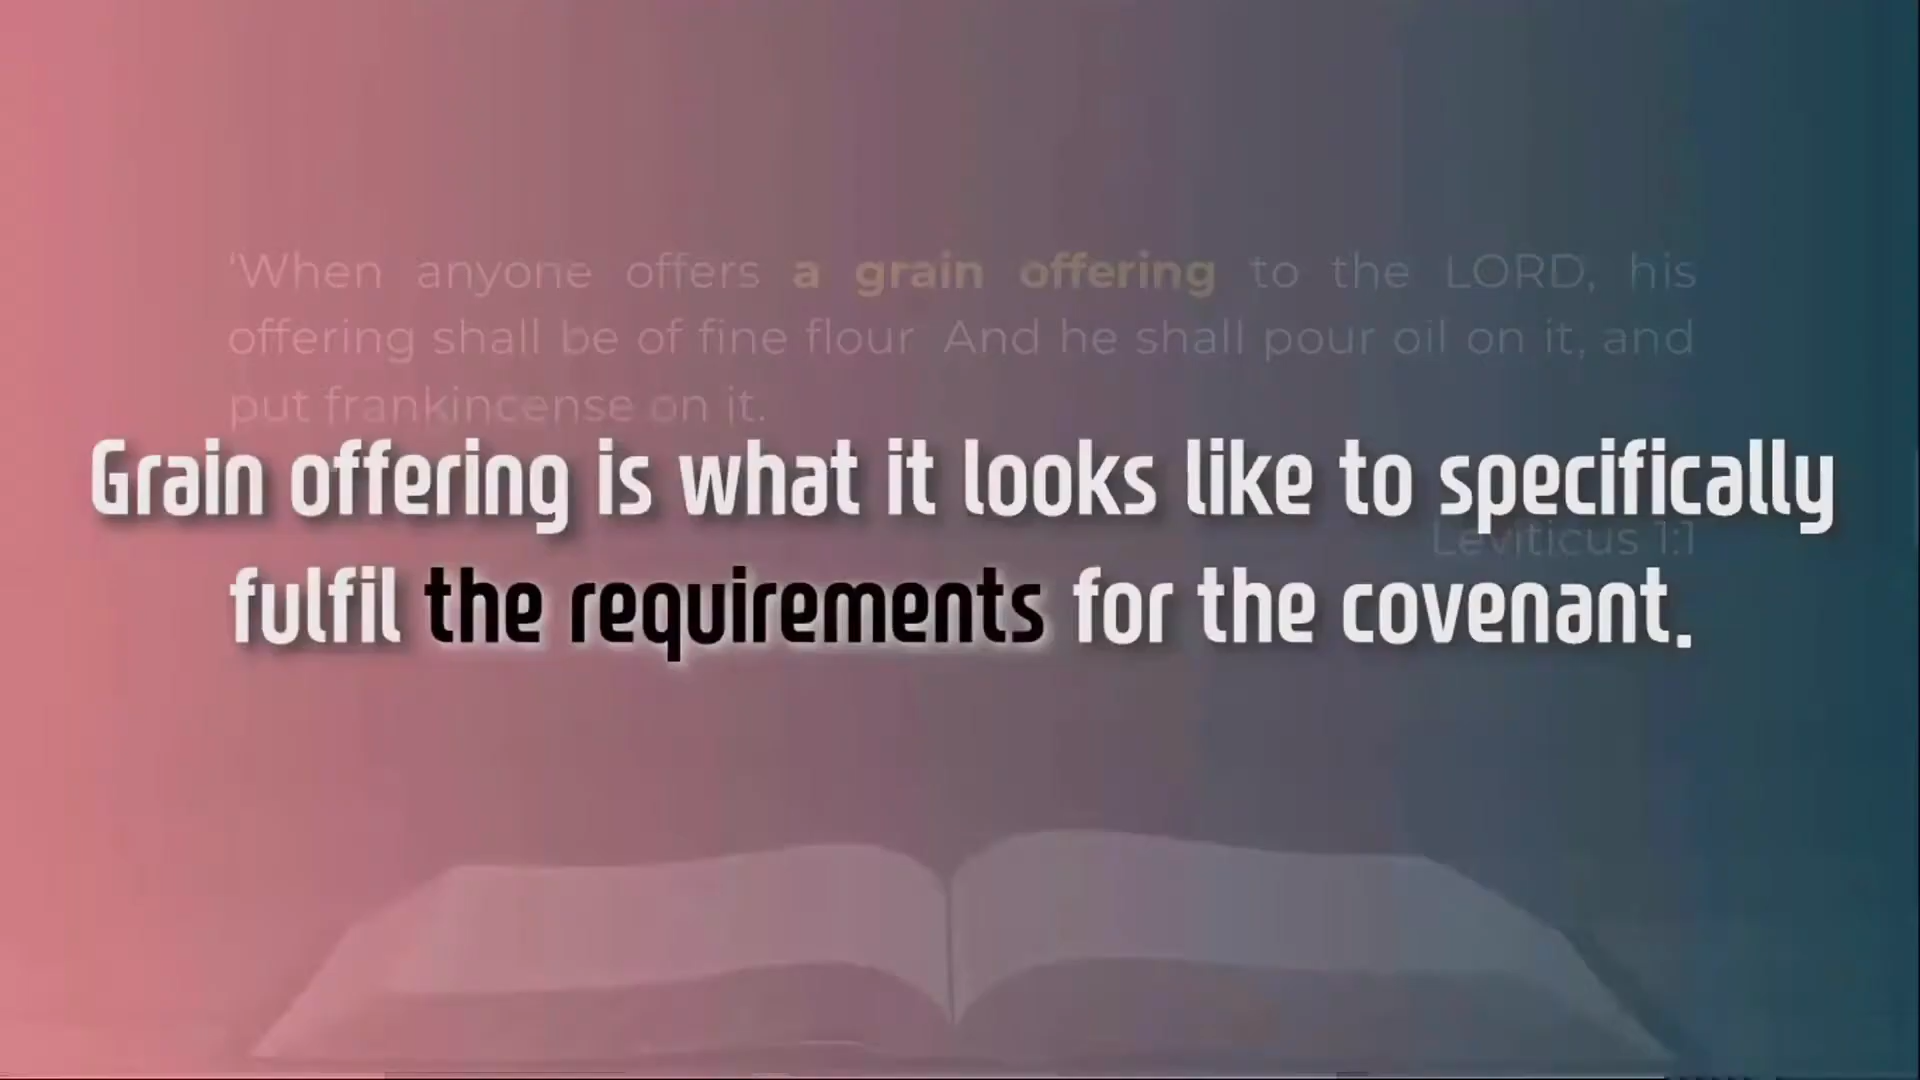 ‘When anyone offers a grain offering to the LORD, his
offering shall be of fine flour And he shall pour oil on it, and
put frankincense on it.
Grain offering is what it looks like to specifically
Leviticus 1:1
fulfil the requirements for the covenant.